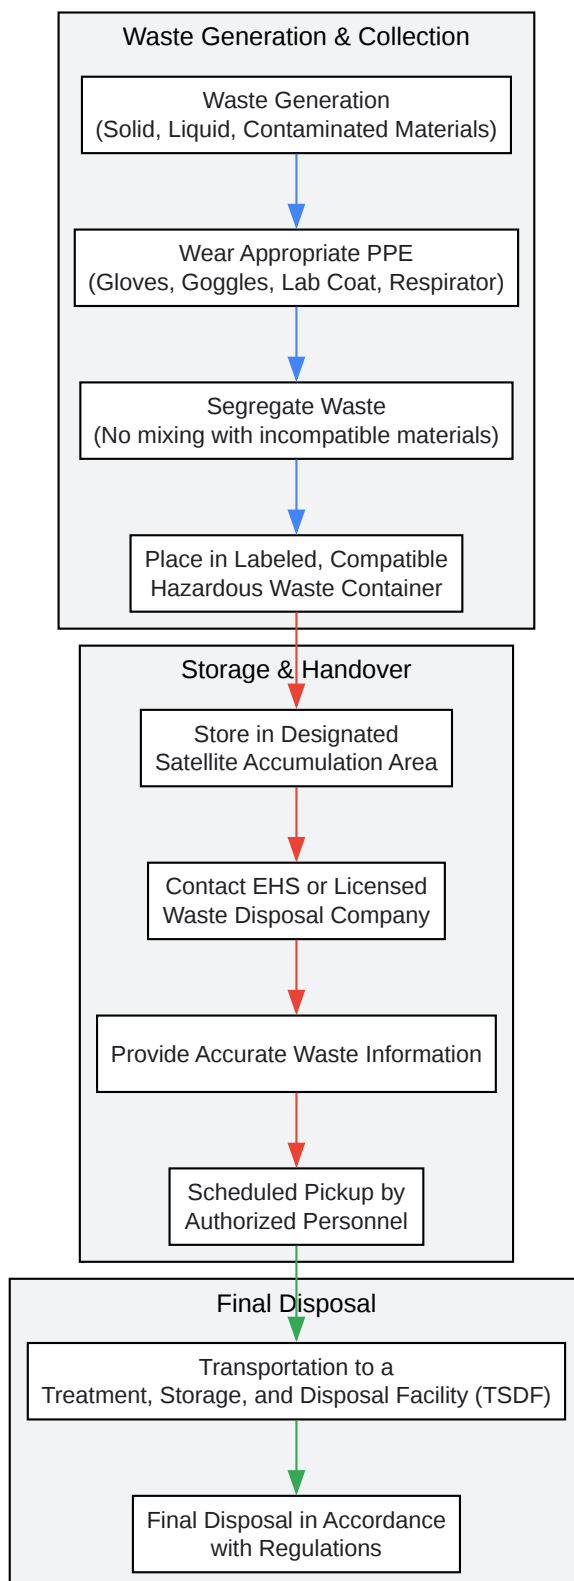 Waste Generation & Collection
Waste Generation
(Solid, Liquid, Contaminated Materials)
Wear Appropriate PPE
(Gloves, Goggles, Lab Coat, Respirator)
Segregate Waste
(No mixing with incompatible materials)
Place in Labeled, Compatible
Hazardous Waste Container
Storage & Handover
Store in Designated
Satellite Accumulation Area
Contact EHS or Licensed
Waste Disposal Company
Provide Accurate Waste Information
Scheduled Pickup by
Authorized Personnel
Final Disposal
Transportation to a
Treatment, Storage, and Disposal Facility (TSDF)
Final Disposal in Accordance
with Regulations